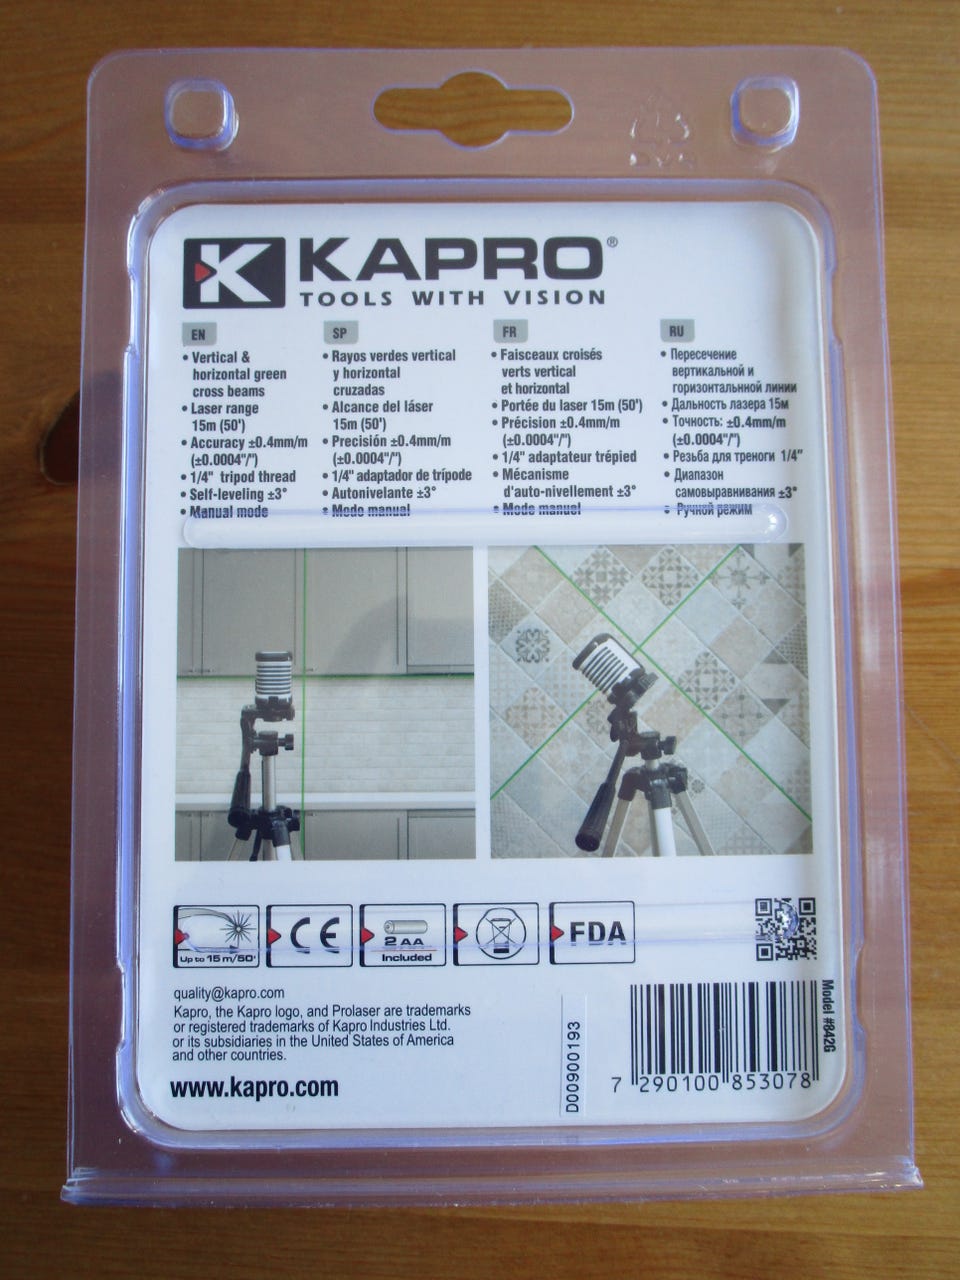 KAPRO®
TOOLS WITH VISION
EN
• Vertical &
horizontal green
cross beams
• Laser range
15m (50')
• Accuracy ±0.4mm/m
(±0.0004"/")
• 1/4" tripod thread
• Self-leveling ±3°
• Manual mode
SP
• Rayos verdes vertical
y horizontal
cruzadas
• Alcance del láser
15m (50')
• Precisión ±0.4mm/m
(±0.0004"/")
• 1/4" adaptador de trípode
• Autonivelante ±3°
• Modo manual
FR
• Faisceaux croisés
verts vertical
et horizontal
• Portée du laser 15m (50')
• Précision ±0.4mm/m
(±0.0004"/")
• 1/4" adaptateur trépied
• Mécanisme
d'auto-nivellement ±3°
• Mode manuel
RU
• Пересечение
вертикальной и
горизонтальнной линии
• Дальность лазера 15м
• Точность: ±0.4mm/m
(±0.0004"/")
• Резьба для треноги 1/4"
• Диапазон
самовыравнивания ±3°
• Ручной режим
Up to 15 m/50'
CE
2 AA
Included
FDA
quality@kapro.com
Kapro, the Kapro logo, and Prolaser are trademarks
or registered trademarks of Kapro Industries Ltd.
or its subsidiaries in the United States of America
and other countries.
www.kapro.com
D00900193
7 290100 853078
Model #842G